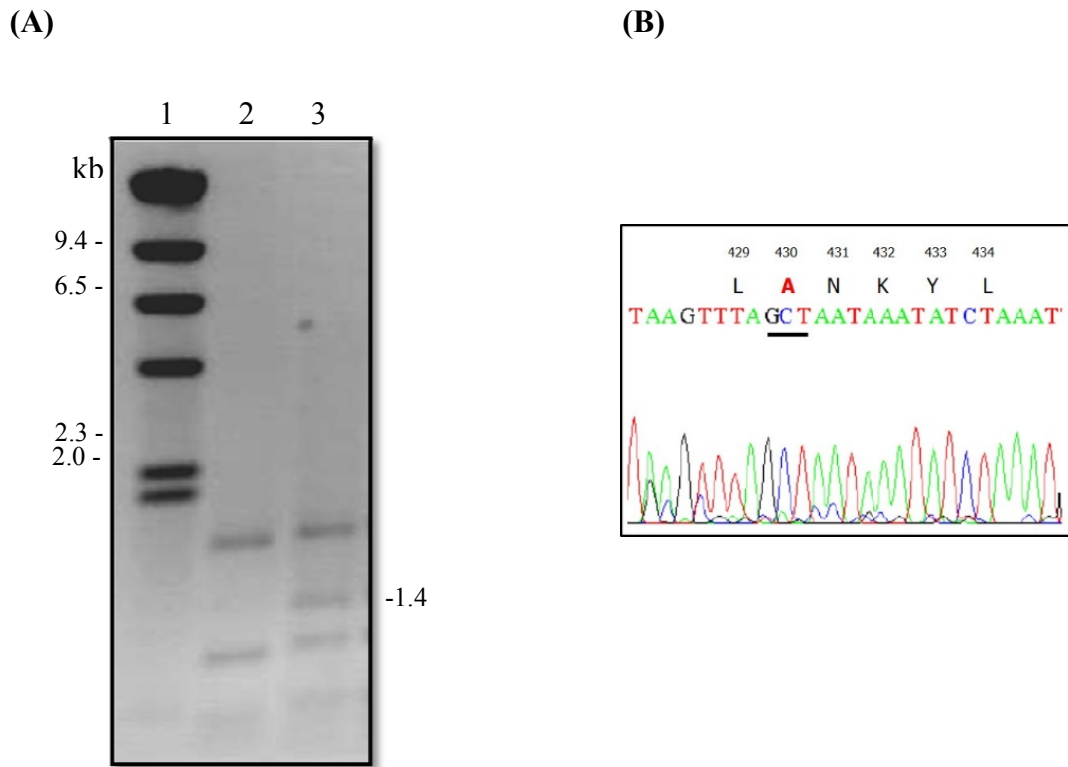 (A)
1 2 3
kb
9.4 -
6.5 -
2.3 -
2.0 -
-1.4
(B)
429 430 431 432 433 434
L A N K Y L
TAAGTTTAGCTAATAAATATCTAAAT